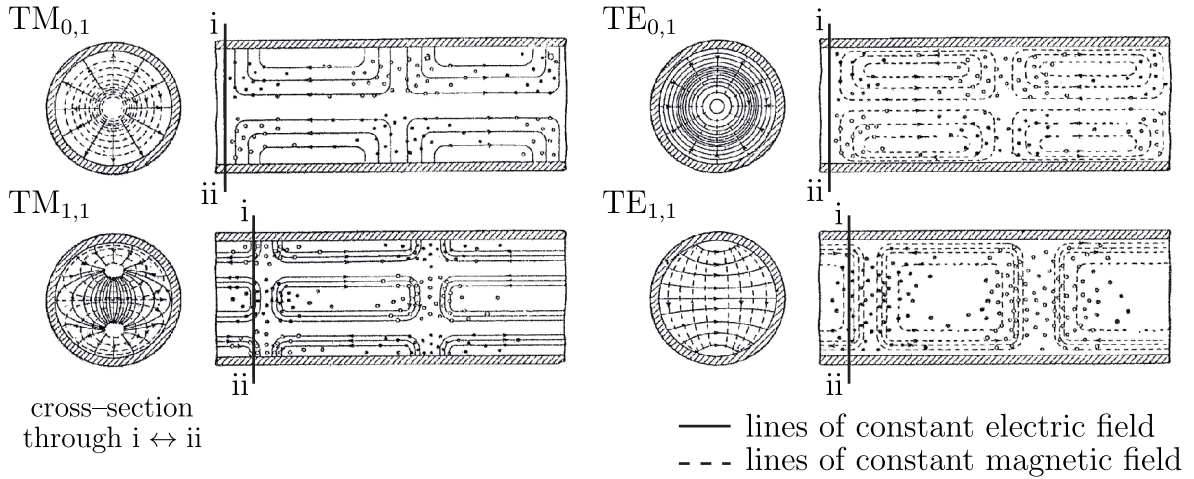 TM0,1
i
ii
TE0,1
i
ii
TM1,1
i
ii
TE1,1
i
ii
cross–section
through i ↔ ii
lines of constant electric field
lines of constant magnetic field